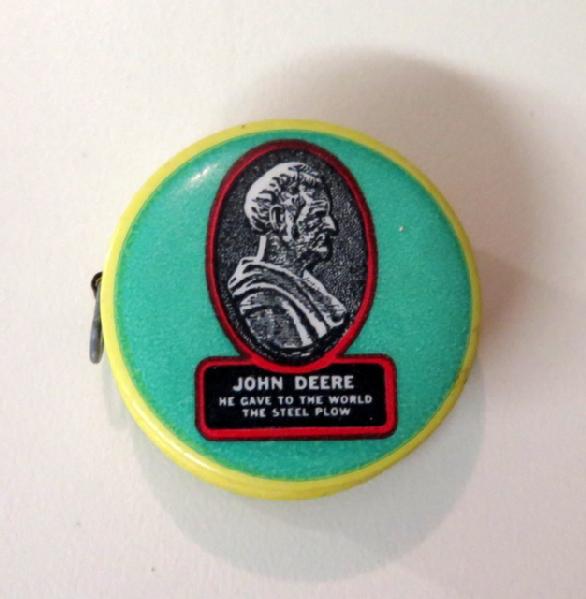 JOHN DEERE
HE GAVE TO THE WORLD
THE STEEL PLOW